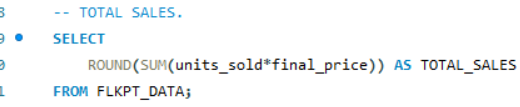 -- TOTAL SALES.
SELECT
ROUND(SUM(units_sold*final_price)) AS TOTAL_SALES
FROM FLKPT_DATA;